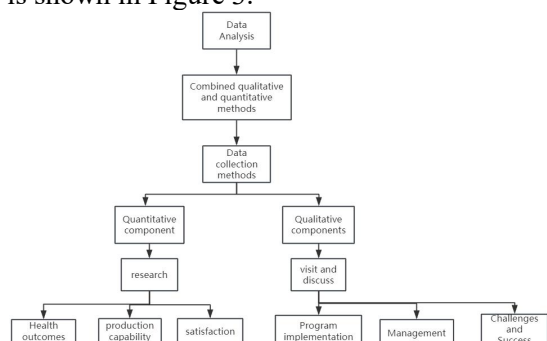 is shown in Figure 3.
Data
Analysis
Combined qualitative
and quantitative
methods
Data
collection
methods
Quantitative
component
Qualitative
components
research
visit and
discuss
Health
outcomes
production
capability
satisfaction
Program
implementation
Management
Challenges
and
Success